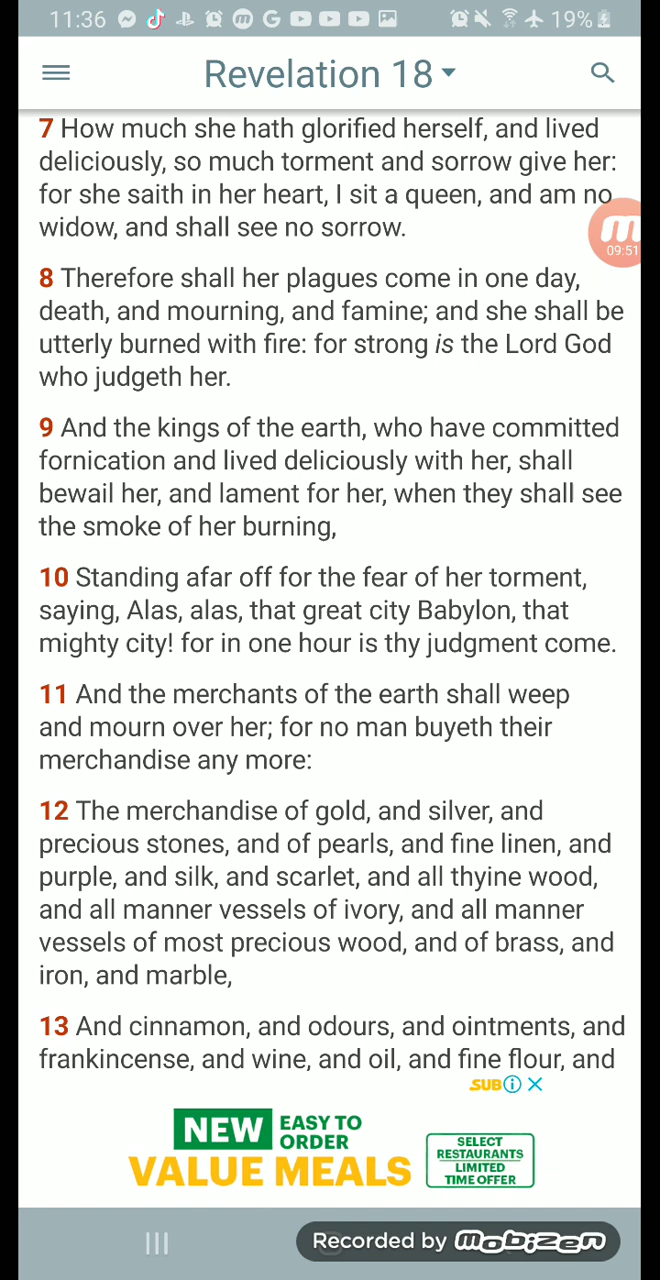 11:36
19%
Revelation 18
7 How much she hath glorified herself, and lived
deliciously, so much torment and sorrow give her:
for she saith in her heart, I sit a queen, and am no
widow, and shall see no sorrow.
09:51
8 Therefore shall her plagues come in one day,
death, and mourning, and famine; and she shall be
utterly burned with fire: for strong is the Lord God
who judgeth her.
9 And the kings of the earth, who have committed
fornication and lived deliciously with her, shall
bewail her, and lament for her, when they shall see
the smoke of her burning,
10 Standing afar off for the fear of her torment,
saying, Alas, alas, that great city Babylon, that
mighty city! for in one hour is thy judgment come.
11 And the merchants of the earth shall weep
and mourn over her; for no man buyeth their
merchandise any more:
12 The merchandise of gold, and silver, and
precious stones, and of pearls, and fine linen, and
purple, and silk, and scarlet, and all thyine wood,
and all manner vessels of ivory, and all manner
vessels of most precious wood, and of brass, and
iron, and marble,
13 And cinnamon, and odours, and ointments, and
frankincense, and wine, and oil, and fine flour, and
SUB
NEW EASY TO
ORDER
VALUE MEALS
SELECT
RESTAURANTS
LIMITED
TIME OFFER
Recorded by mobizen